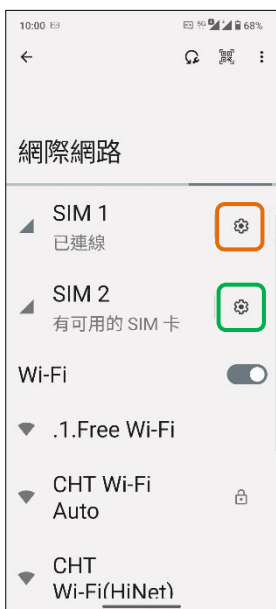 10:00 5G 68%
網際網路
SIM 1
已連線
SIM 2
有可用的 SIM 卡
Wi-Fi
.1.Free Wi-Fi
CHT Wi-Fi
Auto
CHT
Wi-Fi(HiNet)